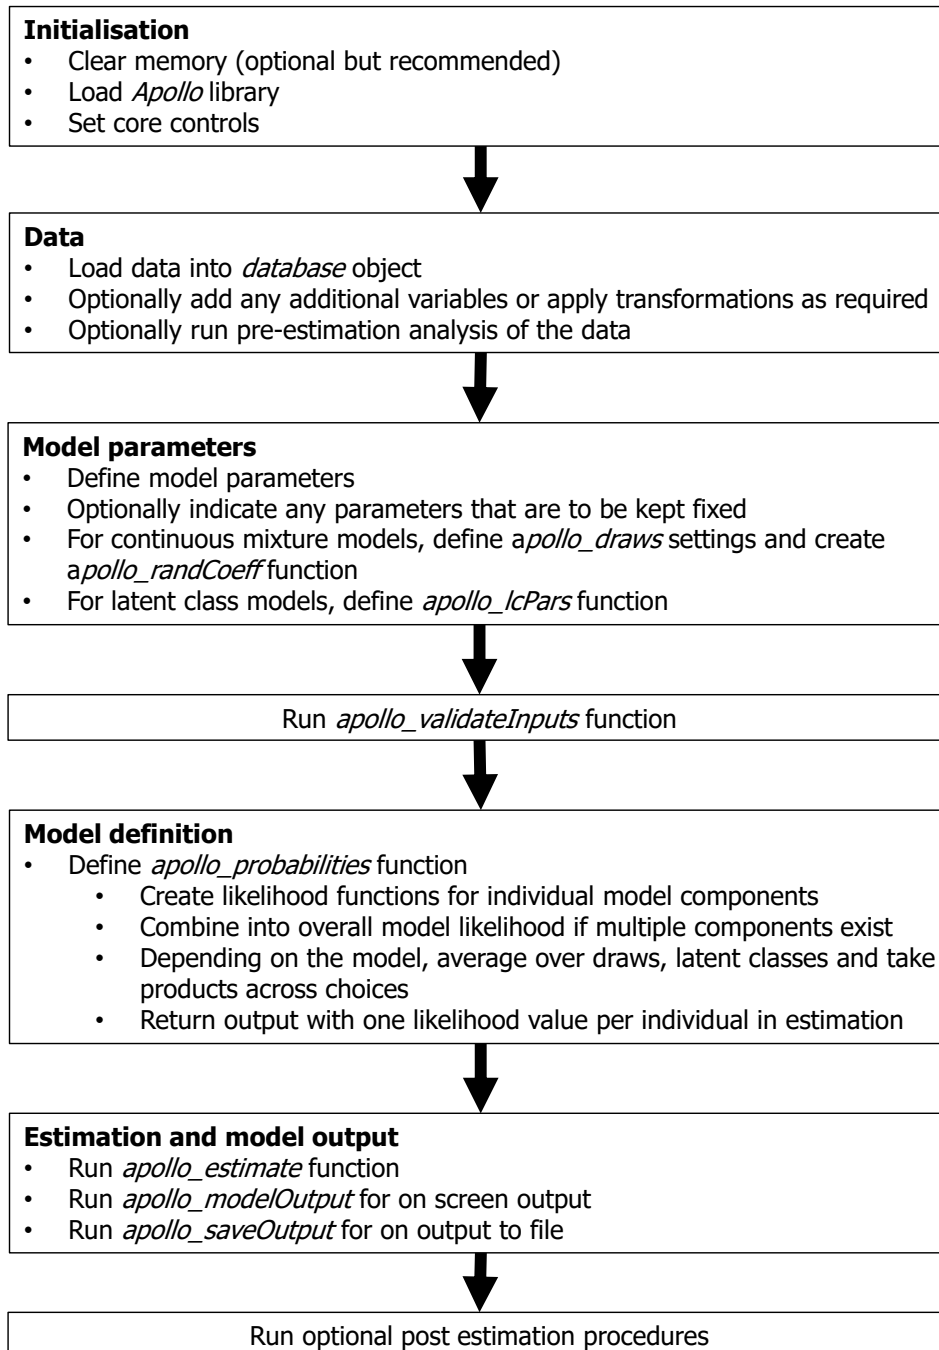 Initialisation
• Clear memory (optional but recommended)
• Load Apollo library
• Set core controls
Data
• Load data into database object
• Optionally add any additional variables or apply transformations as required
• Optionally run pre-estimation analysis of the data
Model parameters
• Define model parameters
• Optionally indicate any parameters that are to be kept fixed
• For continuous mixture models, define apollo_draws settings and create
apollo_randCoeff function
• For latent class models, define apollo_lcPars function
Run apollo_validateInputs function
Model definition
• Define apollo_probabilities function
• Create likelihood functions for individual model components
• Combine into overall model likelihood if multiple components exist
• Depending on the model, average over draws, latent classes and take
products across choices
• Return output with one likelihood value per individual in estimation
Estimation and model output
• Run apollo_estimate function
• Run apollo_modelOutput for on screen output
• Run apollo_saveOutput for on output to file
Run optional post estimation procedures